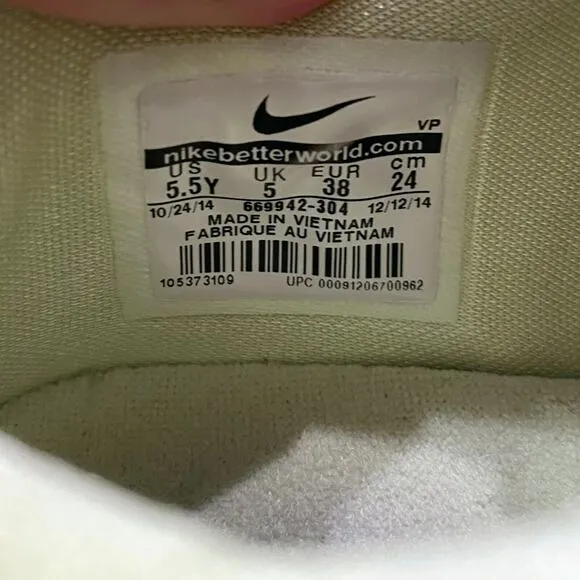 VP
nikebetterworld.com
US UK EUR cm
5.5Y 5 38 24
10/24/14 669942-304 12/12/14
MADE IN VIETNAM
FABRIQUE AU VIETNAM
105373109 UPC 00091206700962